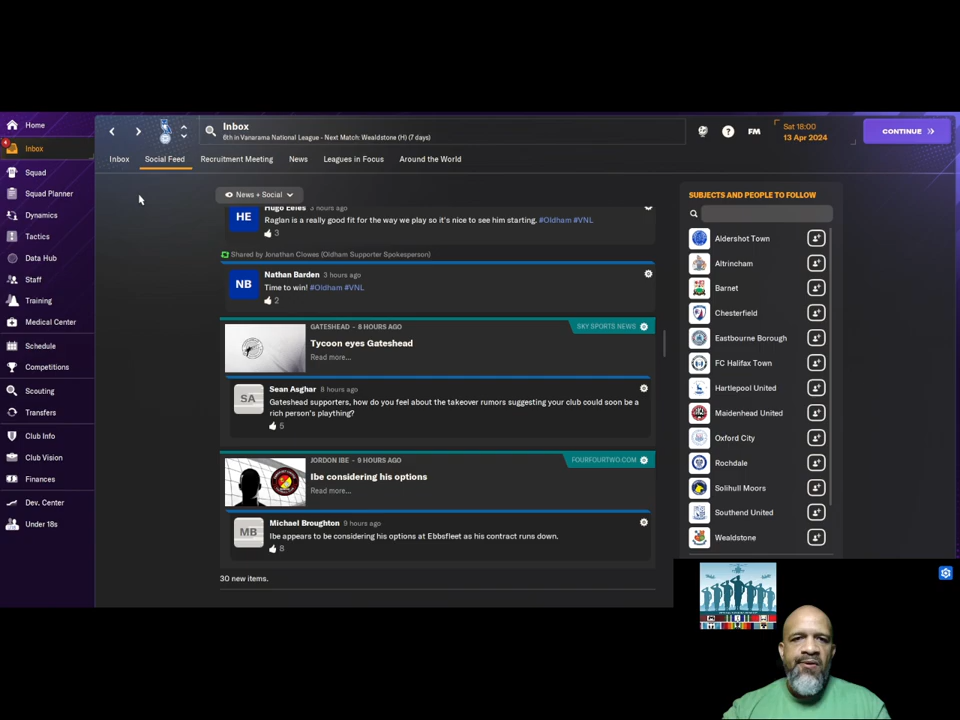 Home
4
Inbox
Squad
Squad Planner
Dynamics
Tactics
Data Hub
Staff
Training
Medical Center
Schedule
Competitions
Scouting
Transfers
Club Info
Club Vision
Finances
Dev. Center
Under 18s
Inbox
6th in Vanarama National League - Next Match: Wealdstone (H) (7 days)
?
FM
Sat 18:00
13 Apr 2024
CONTINUE
Inbox
Social Feed
Recruitment Meeting
News
Leagues in Focus
Around the World
News + Social
HE
Hugo Eeles 3 hours ago
Raglan is a really good fit for the way we play so it's nice to see him starting. #Oldham #VNL
3
Shared by Jonathan Clowes (Oldham Supporter Spokesperson)
NB
Nathan Barden 3 hours ago
Time to win! #Oldham #VNL
2
GATESHEAD - 8 HOURS AGO
SKY SPORTS NEWS
Tycoon eyes Gateshead
Read more...
SA
Sean Asghar 8 hours ago
Gateshead supporters, how do you feel about the takeover rumors suggesting your club could soon be a
rich person's plaything?
5
JORDON IBE - 9 HOURS AGO
FOURFOURTWO.COM
Ibe considering his options
Read more...
MB
Michael Broughton 9 hours ago
Ibe appears to be considering his options at Ebbsfleet as his contract runs down.
8
30 new items.
SUBJECTS AND PEOPLE TO FOLLOW
Aldershot Town
Altrincham
Barnet
Chesterfield
Eastbourne Borough
FC Halifax Town
Hartlepool United
Maidenhead United
Oxford City
Rochdale
Solihull Moors
Southend United
Wealdstone